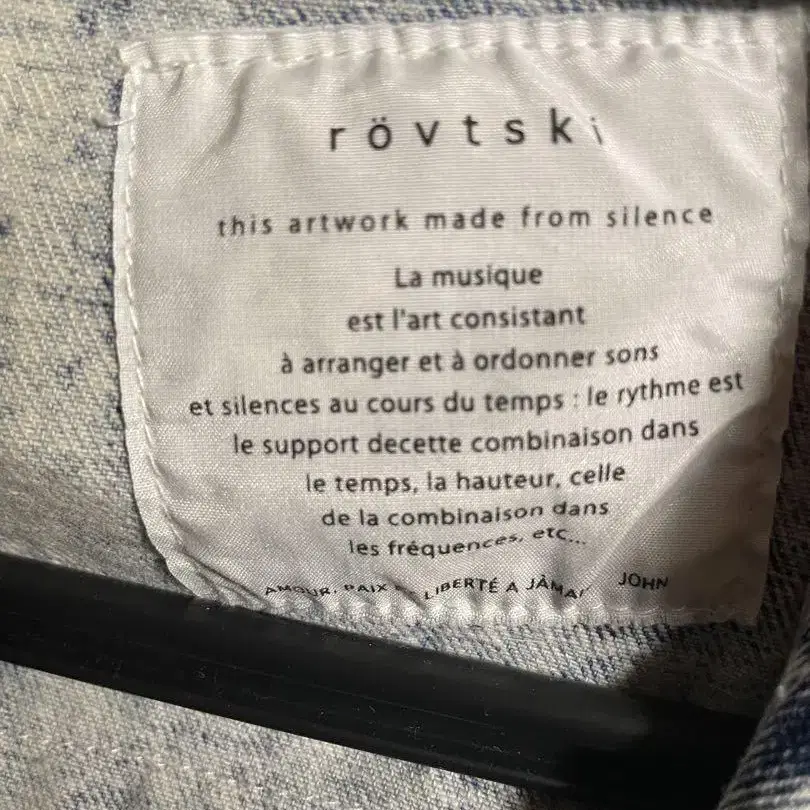 rövtski
this artwork made from silence
La musique
est l'art consistant
à arranger et à ordonner sons
et silences au cours du temps : le rythme est
le support decette combinaison dans
le temps, la hauteur, celle
de la combinaison dans
les fréquences, etc...
AMOUR, PAIX LIBERTÉ A JÀMAI JOHN